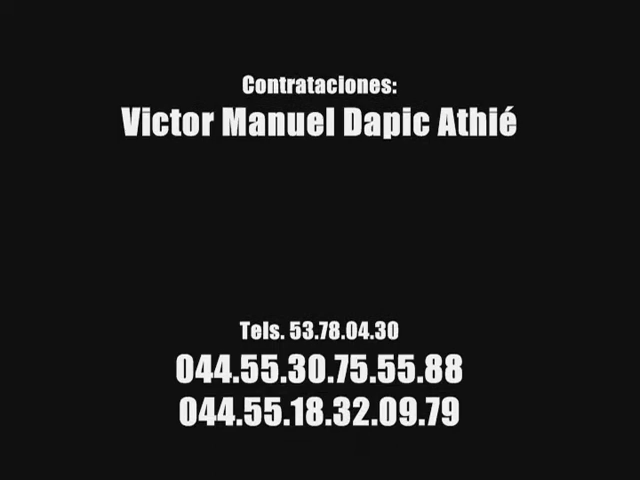 Contrataciones:
Victor Manuel Dapic Athié
Tels. 53.78.04.30
044.55.30.75.55.88
044.55.18.32.09.79